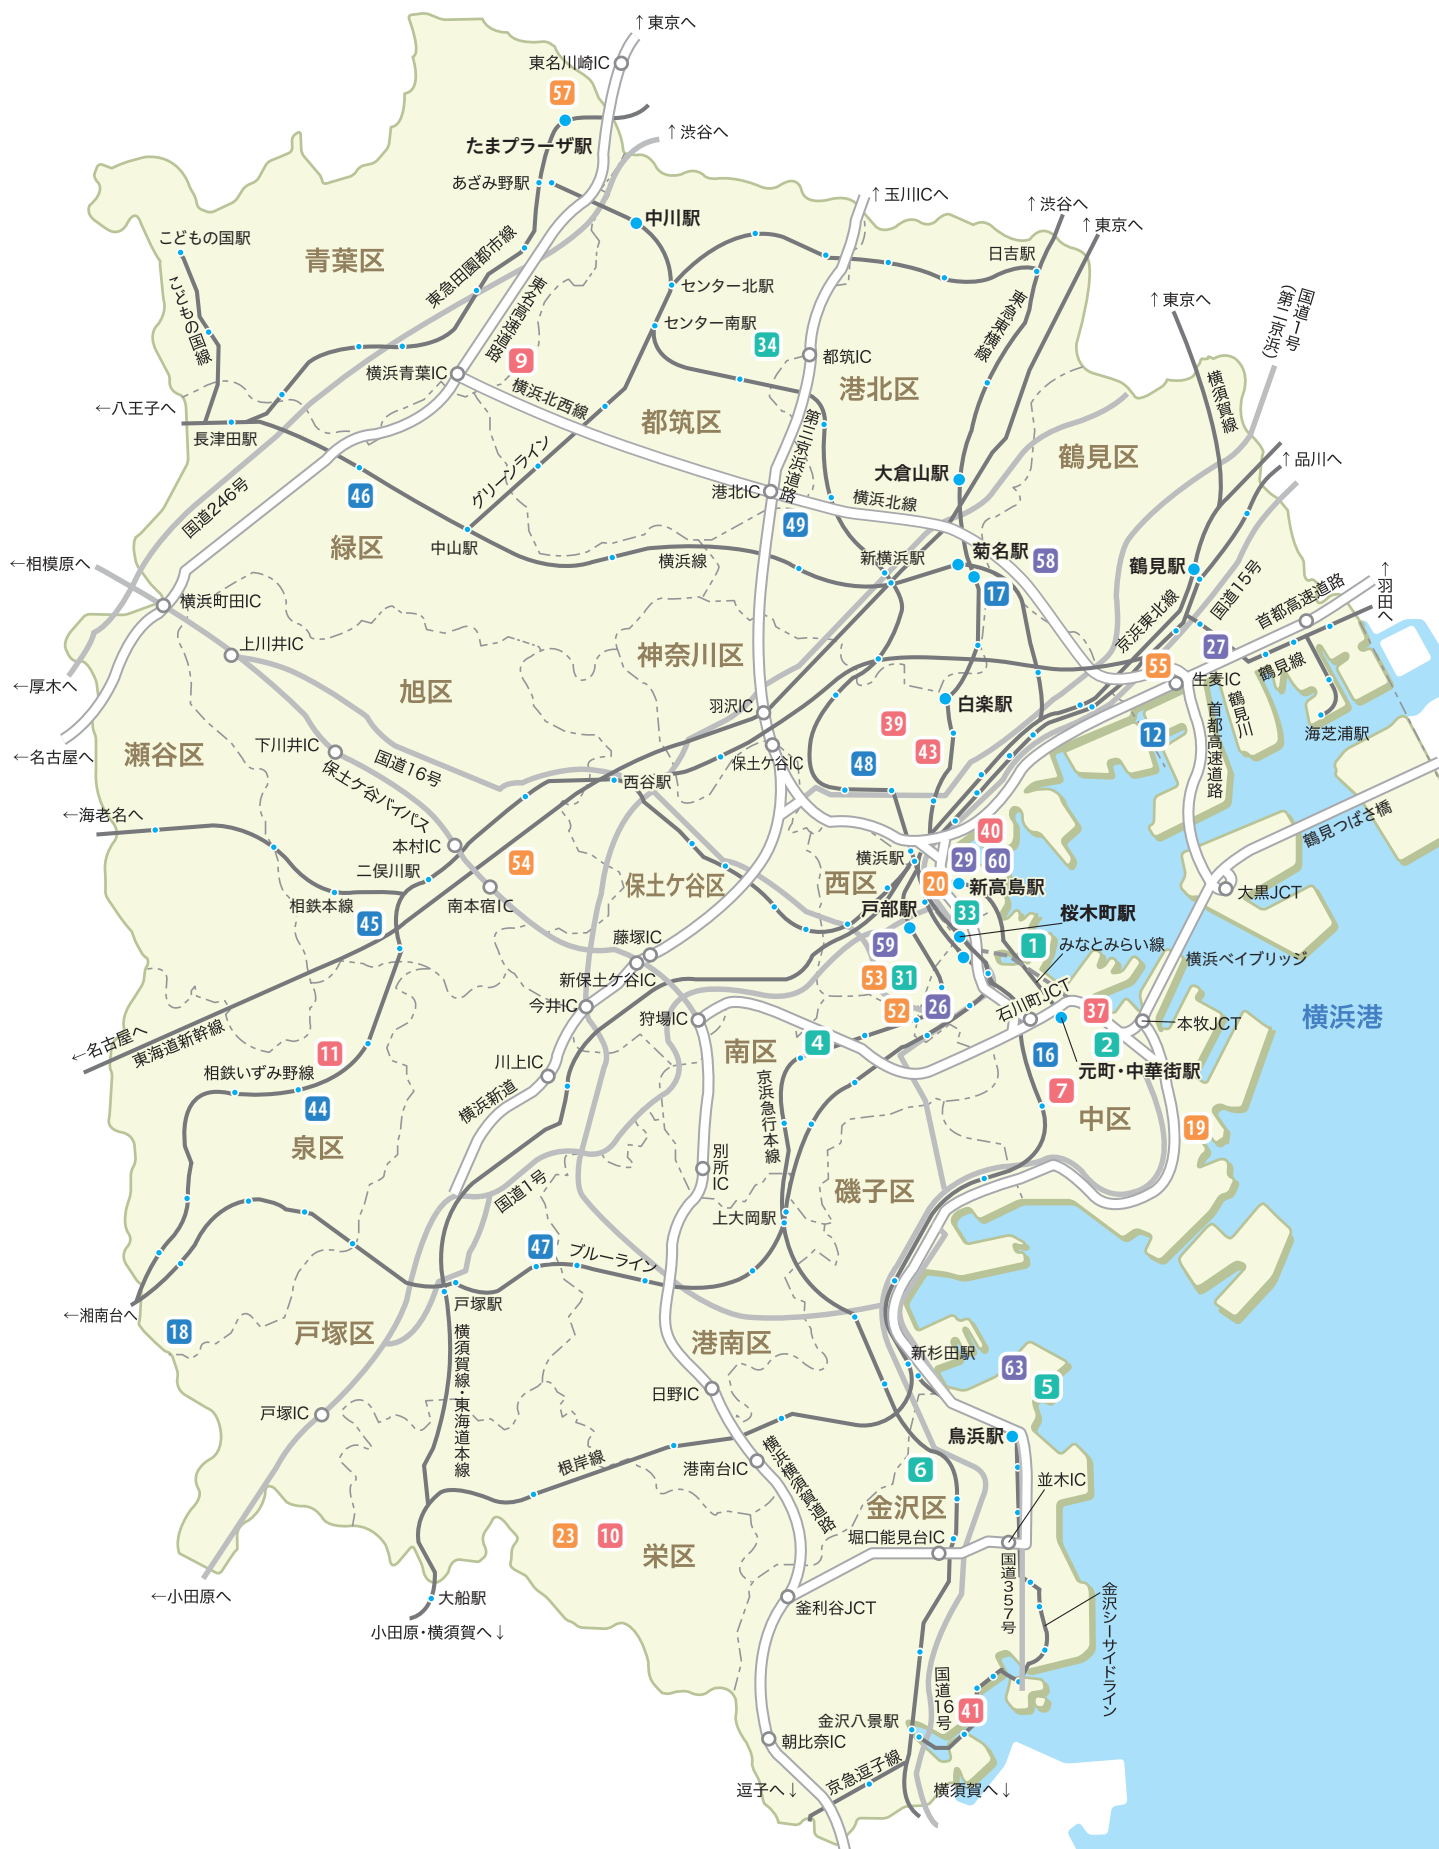 ↑東京へ
東名川崎IC
57
↑渋谷へ
たまプラーザ駅
あざみ野駅
↑玉川ICへ
↑渋谷へ
中川駅
↑東京へ
こどもの国駅
東急田園都市線
青葉区
日吉駅
こどもの国線
東名高速道路
センター北駅
東急東横線
↑東京へ
国道1号
(第二京浜)
センター南駅
34
都筑IC
9
横浜青葉IC
港北区
横須賀線
横浜北西線
←八王子へ
都筑区
第三京浜道路
長津田駅
鶴見区
↑品川へ
グリーンライン
大倉山駅
国道246号
46
港北IC
横浜北線
49
緑区
中山駅
横浜線
新横浜駅
菊名駅
58
鶴見駅
←相模原へ
17
国道15号
↑羽田へ
首都高速道路
横浜町田IC
京浜東北線
上川井IC
神奈川区
27
55
鶴見線
←厚木へ
旭区
生麦IC
羽沢IC
白楽駅
鶴見川
首都高速道路
39
12
海芝浦駅
瀬谷区
下川井IC
国道16号
43
←名古屋へ
保土ケ谷IC
48
西谷駅
保土ケ谷バイパス
←海老名へ
鶴見つばさ橋
40
本村IC
54
横浜駅
29
60
二俣川駅
保土ケ谷区
西区
20
新高島駅
大黒JCT
相鉄本線
南本宿IC
45
戸部駅
33
桜木町駅
藤塚IC
59
1
みなとみらい線
横浜ベイブリッジ
新保土ケ谷IC
53
31
今井IC
26
石川町JCT
狩場IC
52
37
横浜港
←名古屋へ
本牧JCT
東海道新幹線
4
2
南区
16
11
川上IC
元町・中華街駅
相鉄いずみ野線
7
44
横浜新道
京浜急行本線
中区
19
泉区
別所IC
国道1号
磯子区
上大岡駅
47
ブルーライン
←湘南台へ
戸塚駅
18
戸塚区
港南区
横須賀線・東海道本線
新杉田駅
63
5
日野IC
戸塚IC
鳥浜駅
横浜横須賀道路
根岸線
港南台IC
6
並木IC
金沢区
23
10
堀口能見台IC
栄区
国道357号
←小田原へ
大船駅
釜利谷JCT
金沢シーサイドライン
小田原・横須賀へ↓
国道16号
41
金沢八景駅
朝比奈IC
京急逗子線
逗子へ↓
横須賀へ↓